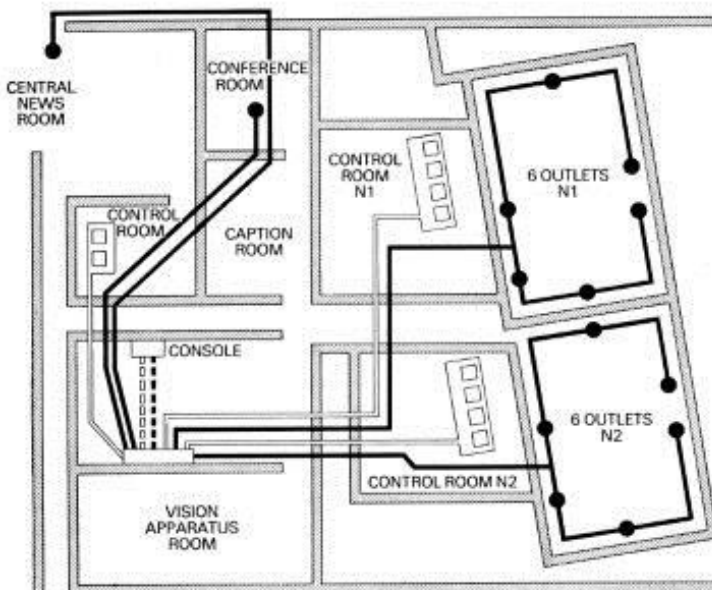 CENTRAL
NEWS
ROOM
CONFERENCE
ROOM
CONTROL
ROOM
CAPTION
ROOM
CONTROL
ROOM
N1
6 OUTLETS
N1
CONSOLE
6 OUTLETS
N2
CONTROL ROOM N2
VISION
APPARATUS
ROOM